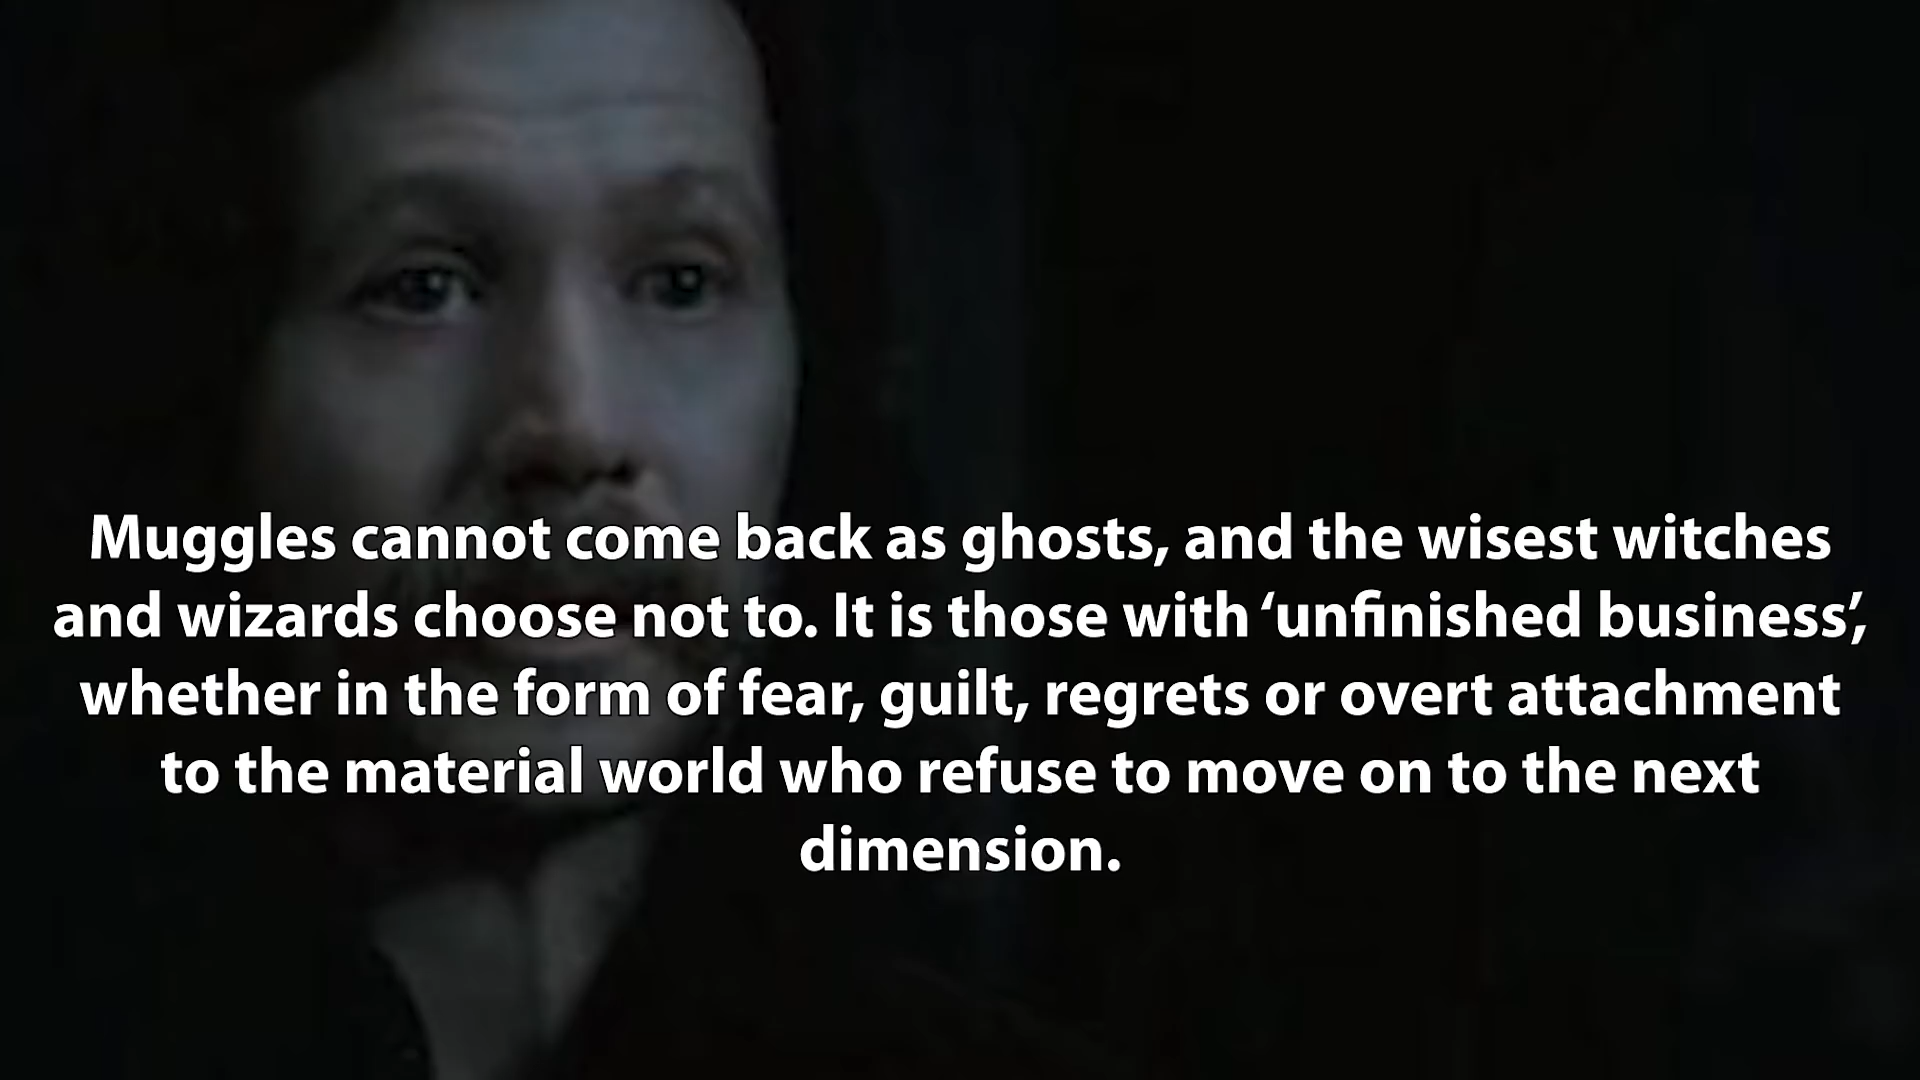 Muggles cannot come back as ghosts, and the wisest witches
and wizards choose not to. It is those with ‘unfinished business’,
whether in the form of fear, guilt, regrets or overt attachment
to the material world who refuse to move on to the next
dimension.